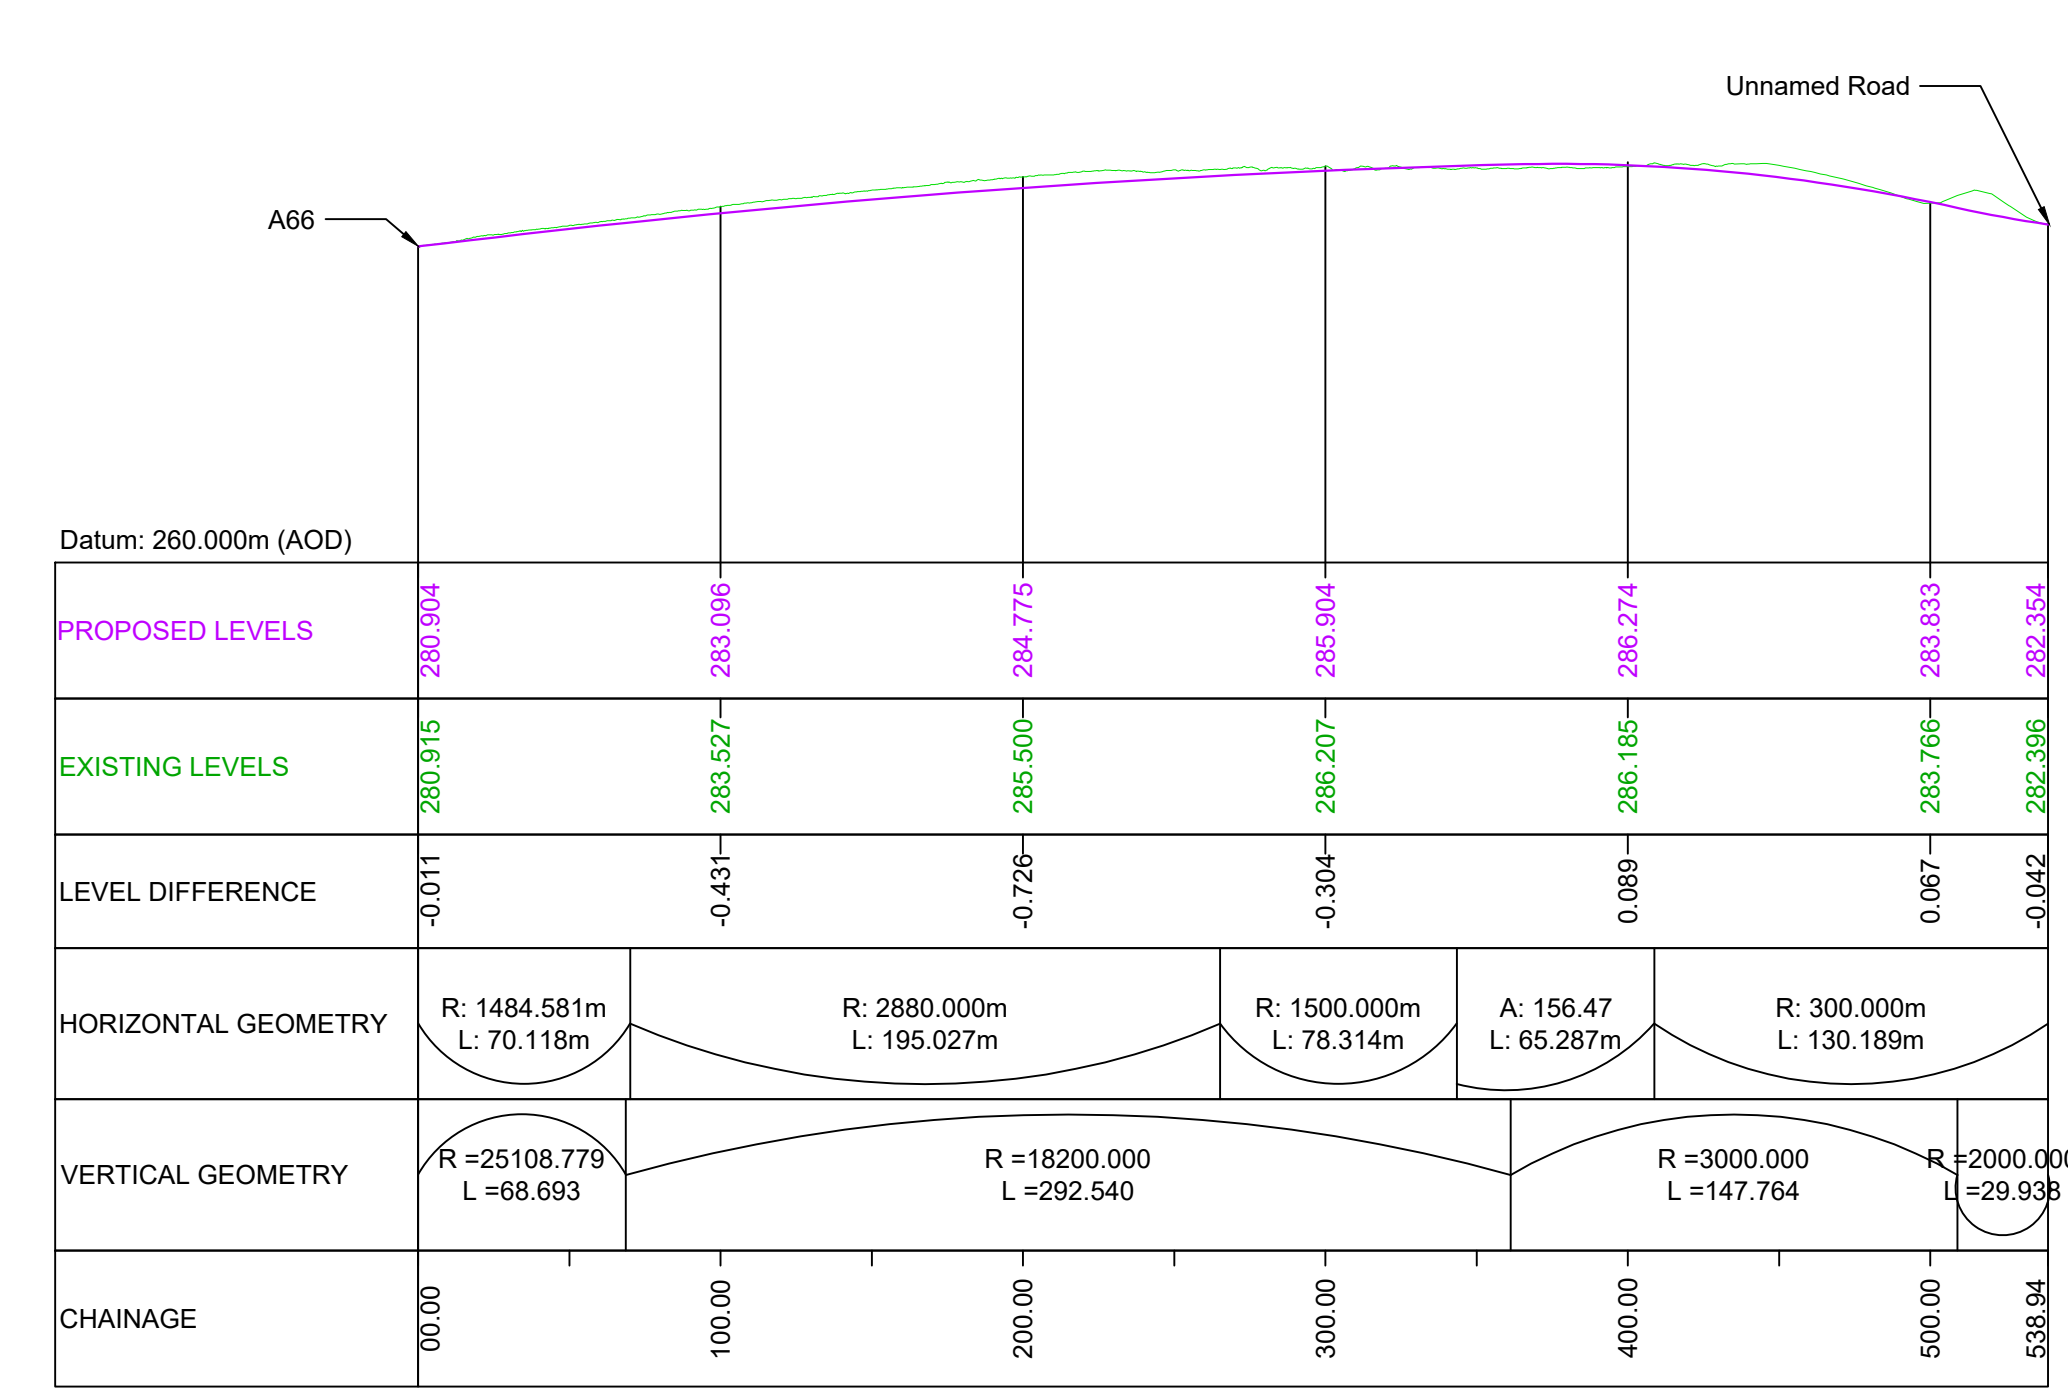 Unnamed Road
A66
Datum: 260.000m (AOD)
PROPOSED LEVELS
280.904
283.096
284.775
285.904
286.274
283.833
282.354
EXISTING LEVELS
280.915
283.527
285.500
286.207
286.185
283.766
282.396
LEVEL DIFFERENCE
-0.011
-0.431
-0.726
-0.304
0.089
0.067
-0.042
HORIZONTAL GEOMETRY
R: 1484.581m
L: 70.118m
R: 2880.000m
L: 195.027m
R: 1500.000m
L: 78.314m
A: 156.47
L: 65.287m
R: 300.000m
L: 130.189m
VERTICAL GEOMETRY
R =25108.779
L =68.693
R =18200.000
L =292.540
R =3000.000
L =147.764
R =2000.000
L =29.938
CHAINAGE
00.00
100.00
200.00
300.00
400.00
500.00
538.94